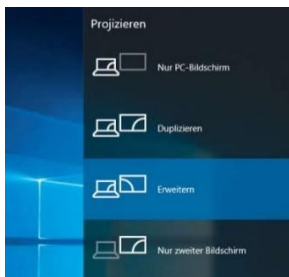 Projizieren
Nur PC-Bildschirm
Duplizieren
Erweitern
Nur zweiter Bildschirm